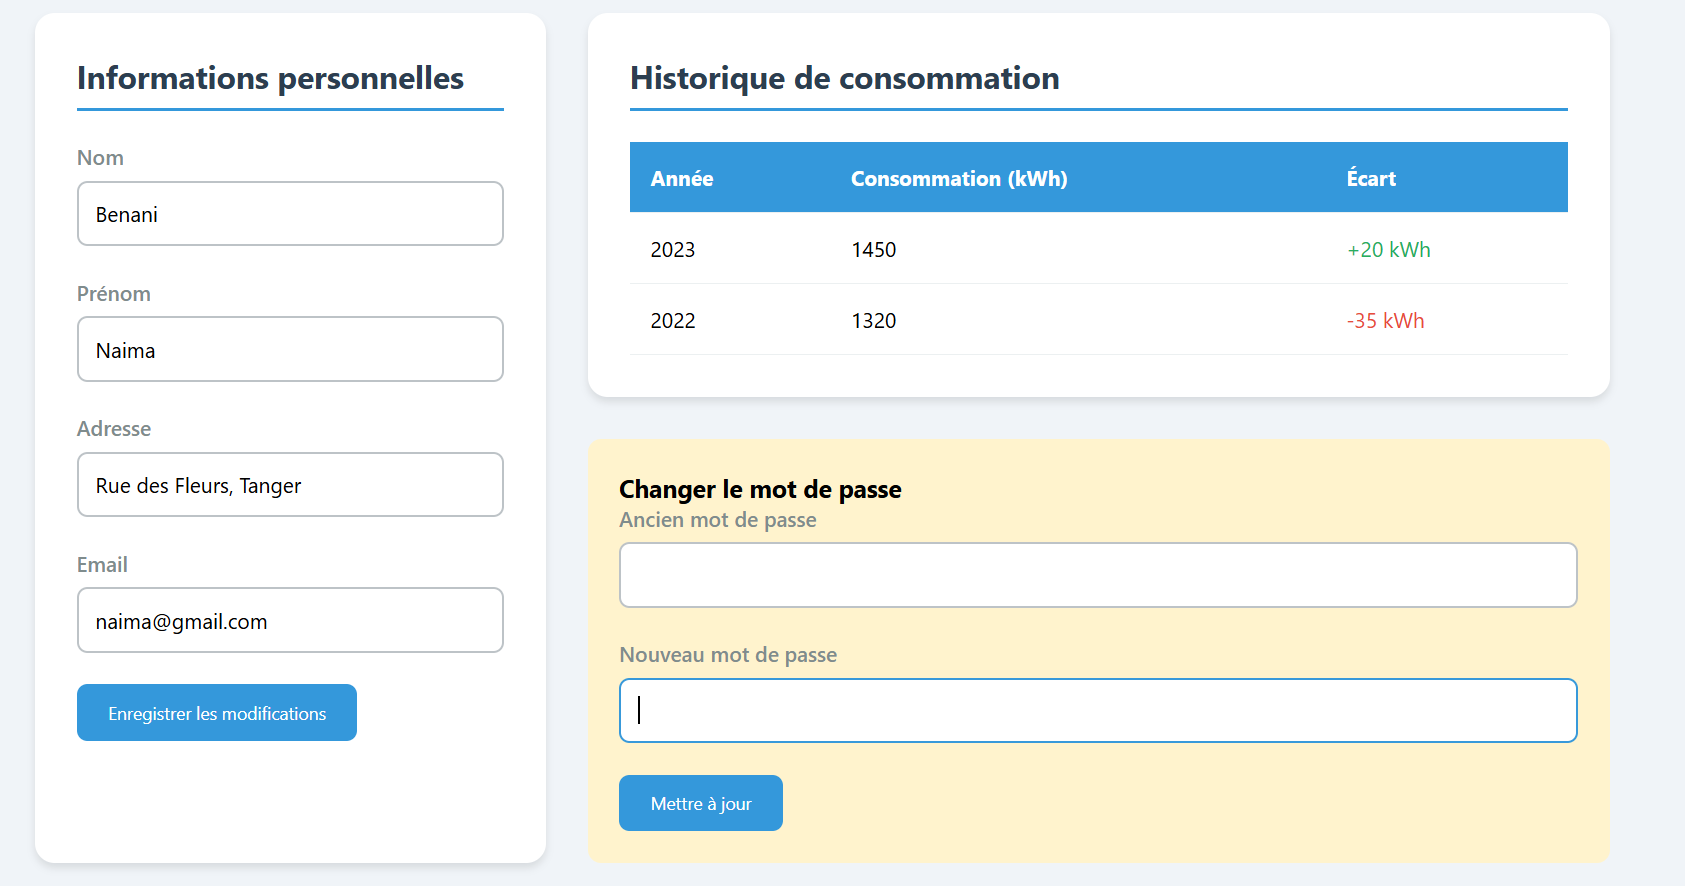 Informations personnelles
Nom
Benani
Prénom
Naima
Adresse
Rue des Fleurs, Tanger
Email
naima@gmail.com
Enregistrer les modifications
Historique de consommation
Année Consommation (kWh) Écart
2023 1450 +20 kWh
2022 1320 -35 kWh
Changer le mot de passe
Ancien mot de passe
Nouveau mot de passe
Mettre à jour